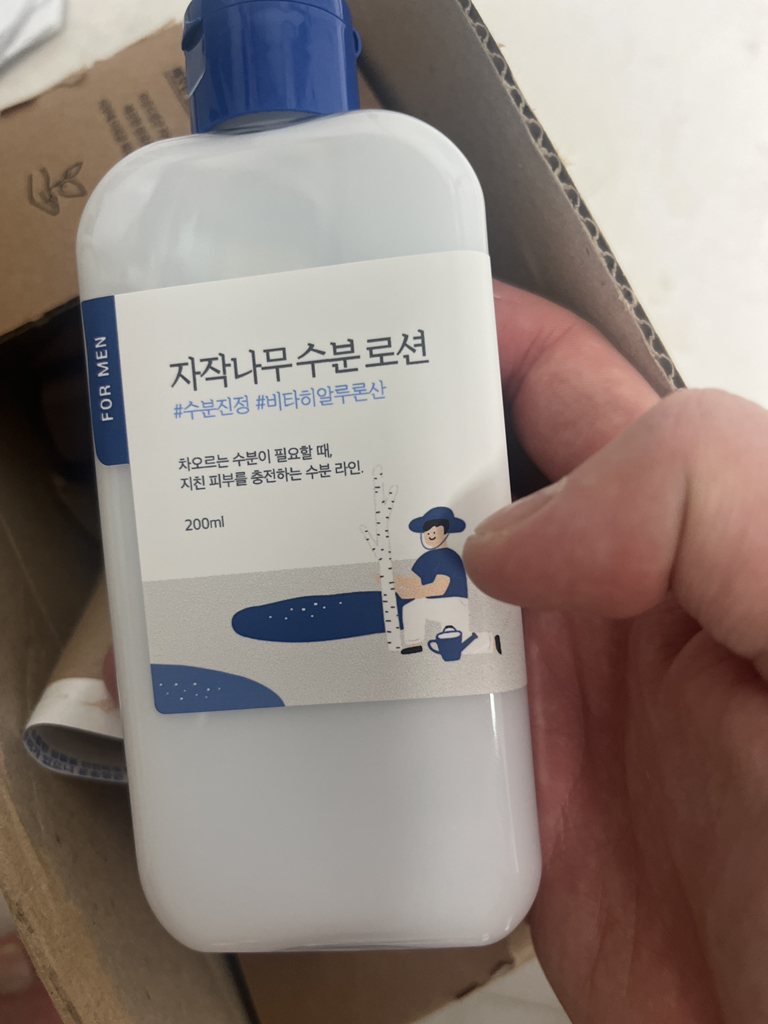 FOR MEN
자작나무 수분 로션
#수분진정 #비타히알루론산
차오르는 수분이 필요할 때,
지친 피부를 충전하는 수분 라인.
200ml